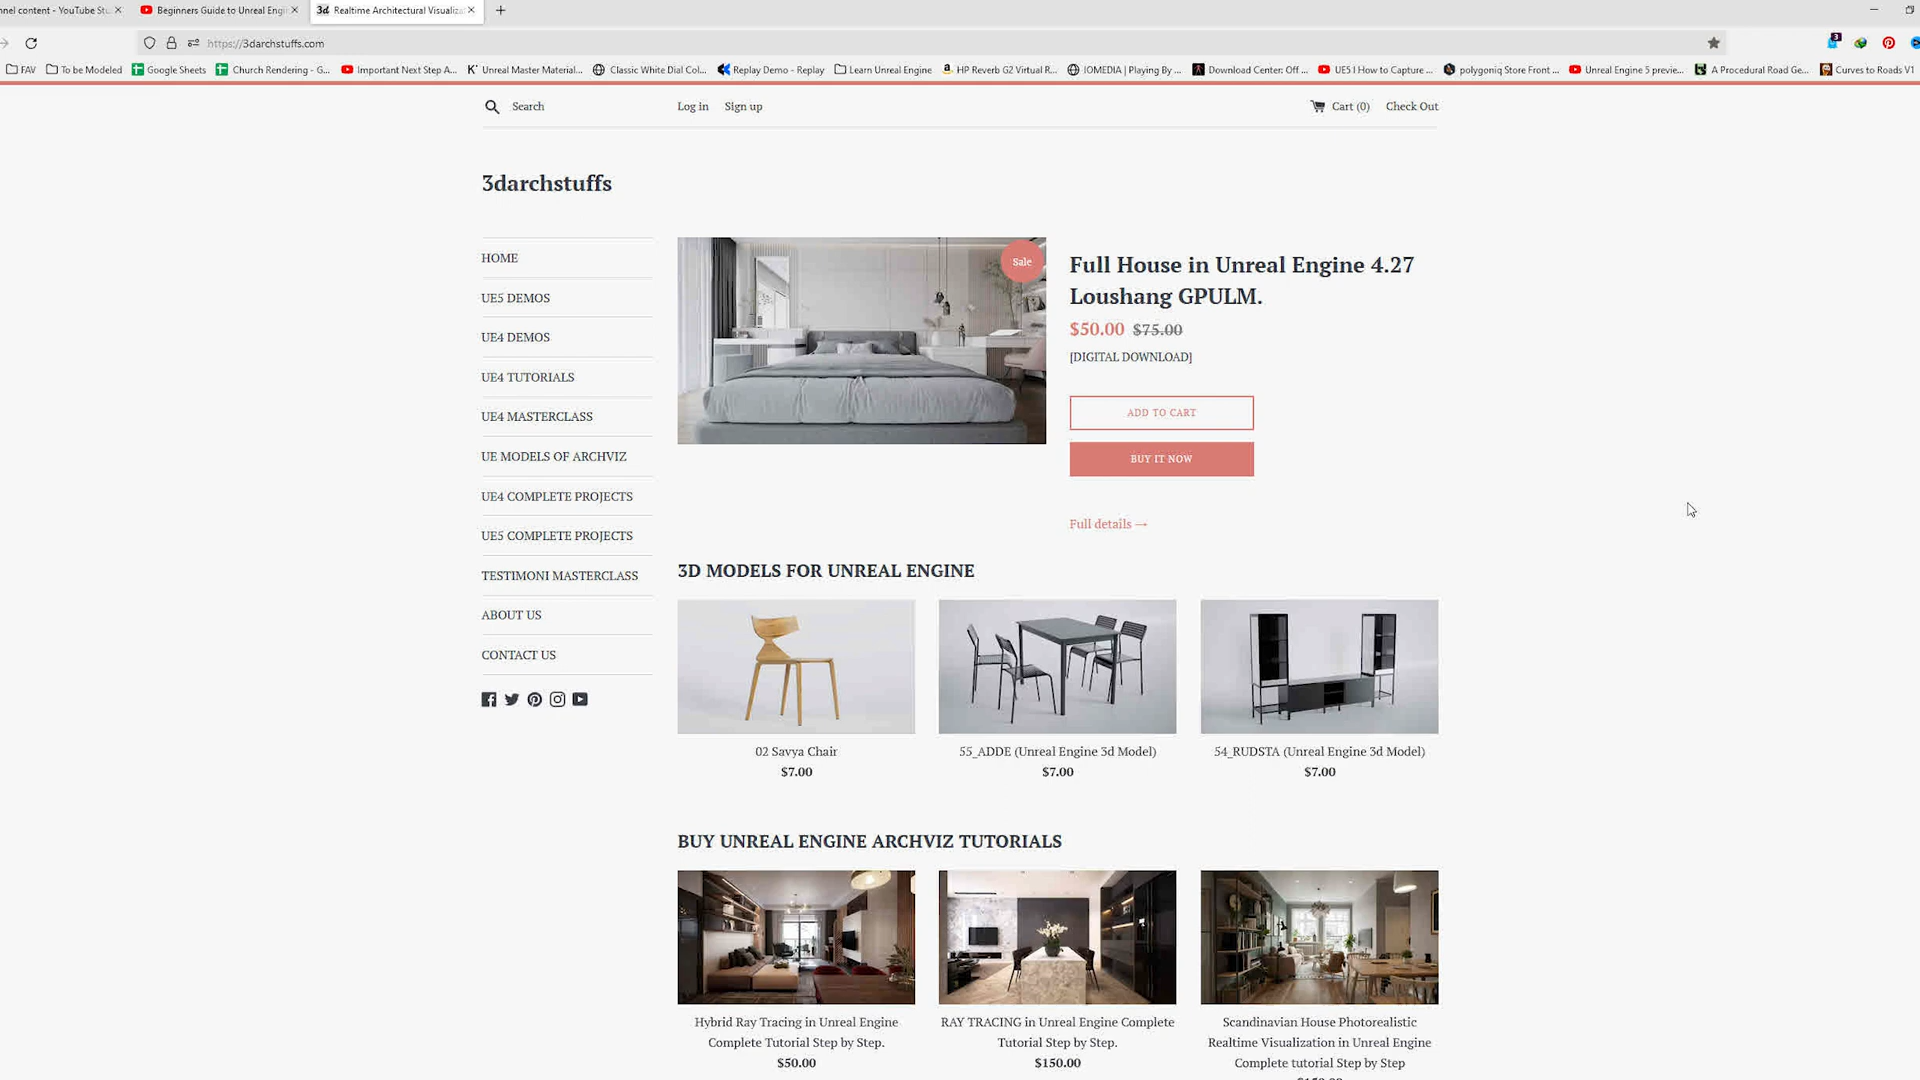 nnel content - YouTube Stu
Beginners Guide to Unreal Engi
3d Realtime Architectural Visualiza
https://3darchstuffs.com
3
FAV
To be Modeled
Google Sheets
Church Rendering - G...
Important Next Step A...
Unreal Master Material...
Classic White Dial Col...
Replay Demo - Replay
Learn Unreal Engine
HP Reverb G2 Virtual R...
IOMEDIA | Playing By ...
Download Center: Off ...
UE5 I How to Capture ...
polygoniq Store Front ...
Unreal Engine 5 previe...
A Procedural Road Ge...
Curves to Roads V1
Search
Log in
Sign up
Cart (0)
Check Out
3darchstuffs
HOME
UE5 DEMOS
UE4 DEMOS
UE4 TUTORIALS
UE4 MASTERCLASS
UE MODELS OF ARCHVIZ
UE4 COMPLETE PROJECTS
UE5 COMPLETE PROJECTS
TESTIMONI MASTERCLASS
ABOUT US
CONTACT US
Sale
Full House in Unreal Engine 4.27
Loushang GPULM.
$50.00 $75.00
[DIGITAL DOWNLOAD]
ADD TO CART
BUY IT NOW
Full details →
3D MODELS FOR UNREAL ENGINE
02 Savya Chair
$7.00
55_ADDE (Unreal Engine 3d Model)
$7.00
54_RUDSTA (Unreal Engine 3d Model)
$7.00
BUY UNREAL ENGINE ARCHVIZ TUTORIALS
Hybrid Ray Tracing in Unreal Engine
Complete Tutorial Step by Step.
$50.00
RAY TRACING in Unreal Engine Complete
Tutorial Step by Step.
$150.00
Scandinavian House Photorealistic
Realtime Visualization in Unreal Engine
Complete tutorial Step by Step